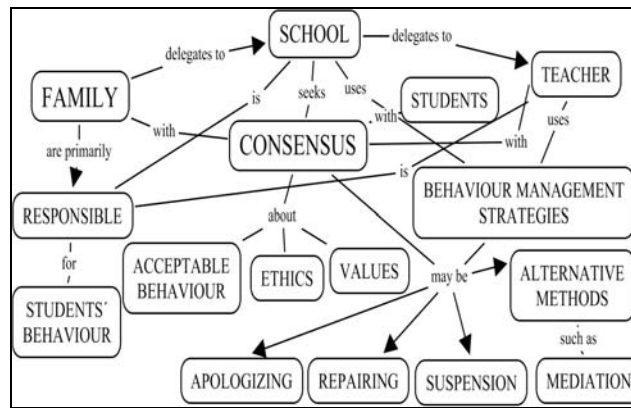 SCHOOL
delegates to
delegates to
TEACHER
FAMILY
is
seeks
uses
STUDENTS
with
with
with
uses
CONSENSUS
are primarily
is
RESPONSIBLE
BEHAVIOUR MANAGEMENT
STRATEGIES
about
for
ACCEPTABLE
BEHAVIOUR
ETHICS
VALUES
may be
ALTERNATIVE
METHODS
STUDENTS´
BEHAVIOUR
such as
APOLOGIZING
REPAIRING
SUSPENSION
MEDIATION